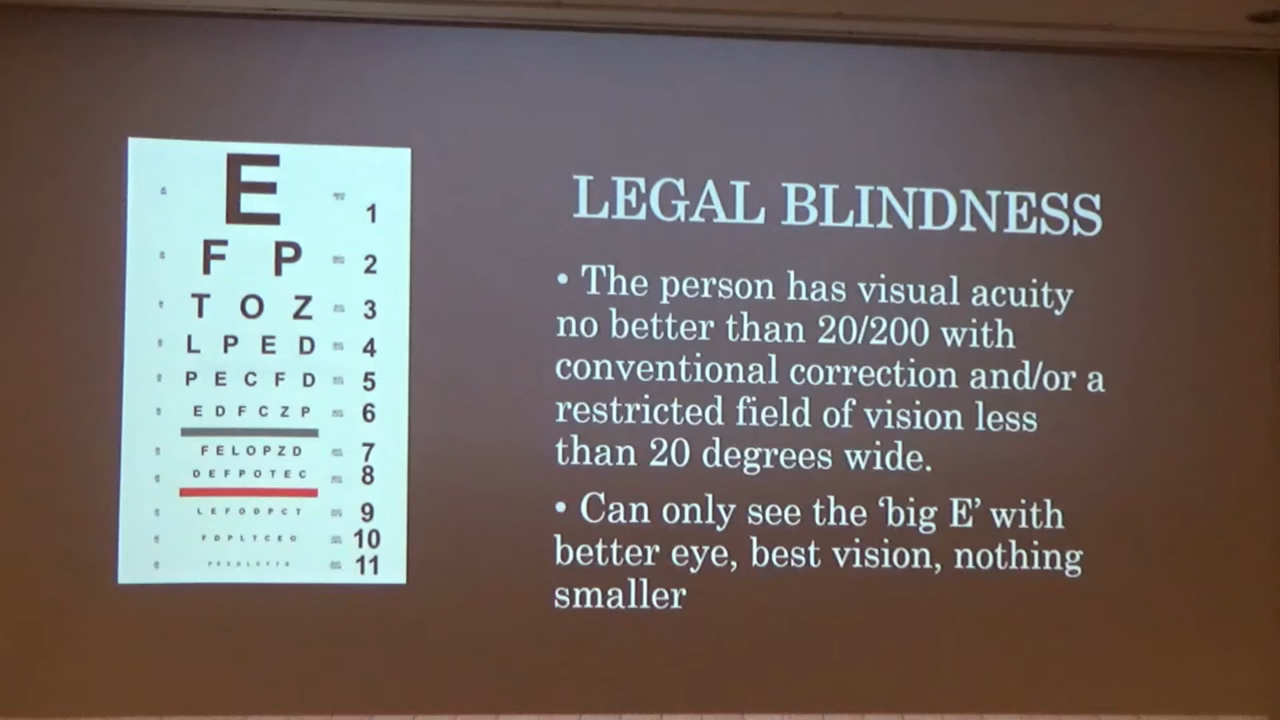 E 1
F P 2
T O Z 3
L P E D 4
P E C F D 5
E D F C Z P 6
F E L O P Z D 7
D E F P O T E C 8
L E F O D P C T 9
F D P L T C E O 10
11
LEGAL BLINDNESS
• The person has visual acuity
no better than 20/200 with
conventional correction and/or a
restricted field of vision less
than 20 degrees wide.
• Can only see the ‘big E’ with
better eye, best vision, nothing
smaller